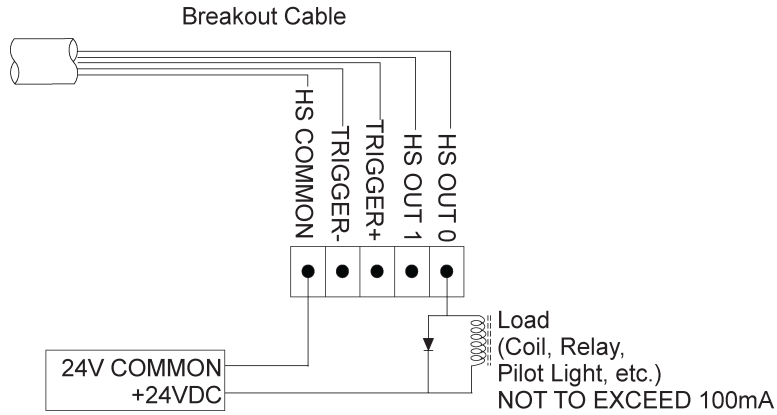 Breakout Cable
HS COMMON
TRIGGER-
TRIGGER+
HS OUT 1
HS OUT 0
Load
(Coil, Relay,
Pilot Light, etc.)
NOT TO EXCEED 100mA
24V COMMON
+24VDC